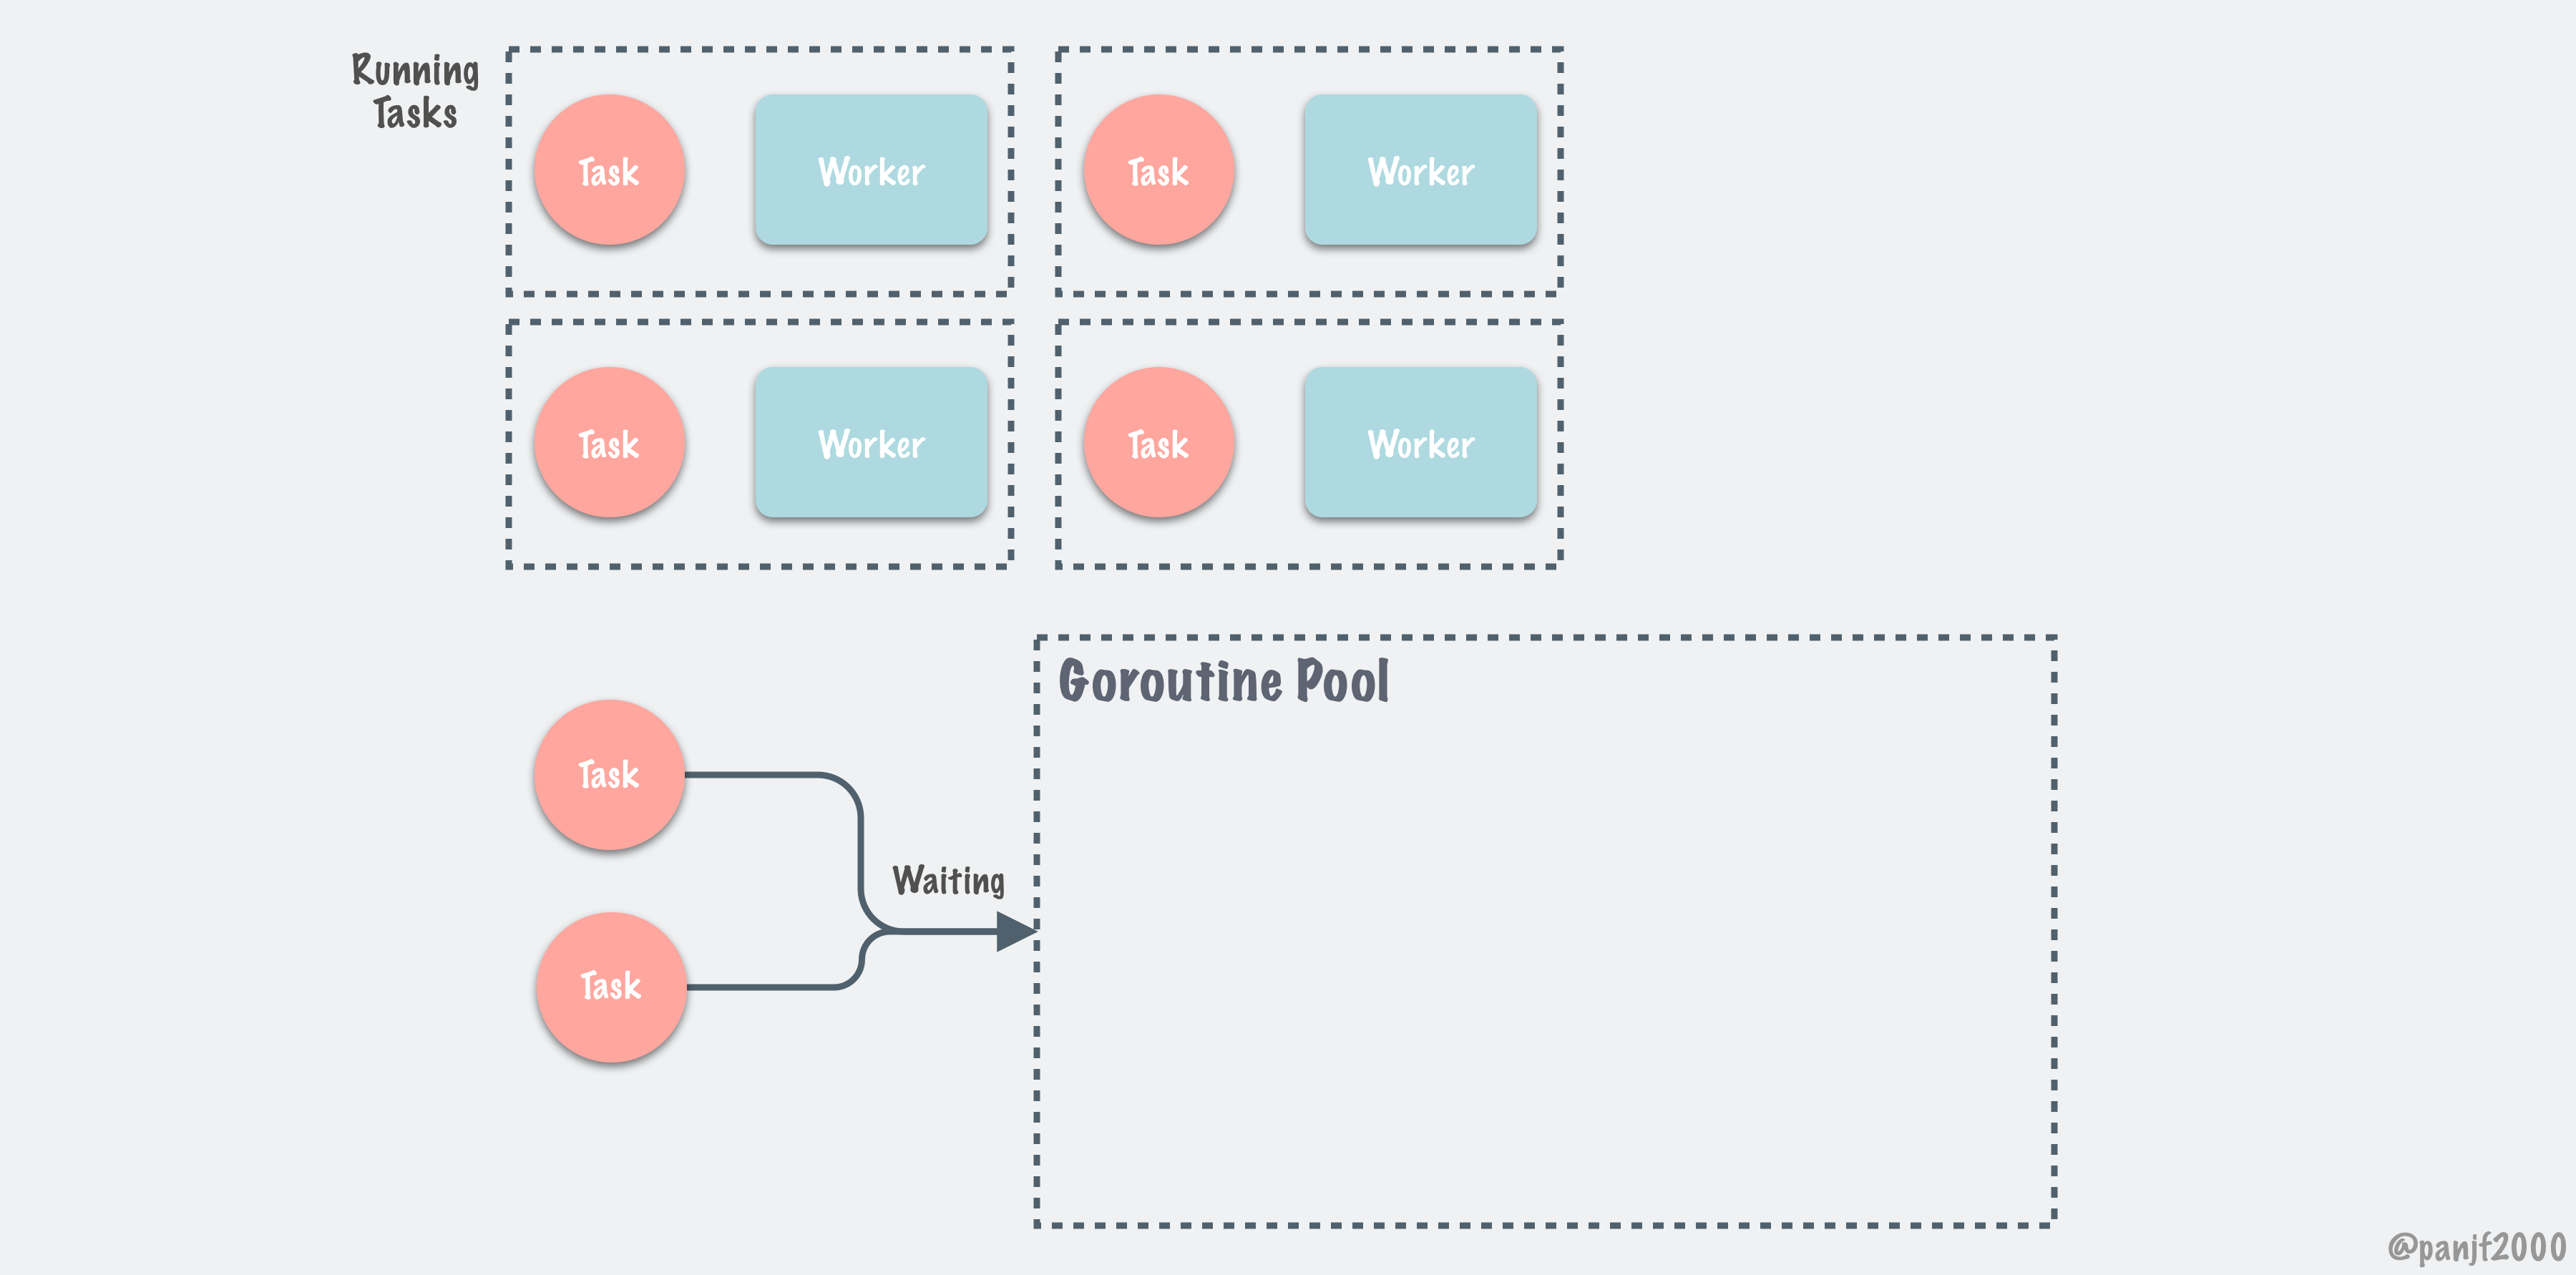 Running
Tasks
Task
Worker
Task
Worker
Task
Worker
Task
Worker
Goroutine Pool
Task
Waiting
Task
@panjf2000